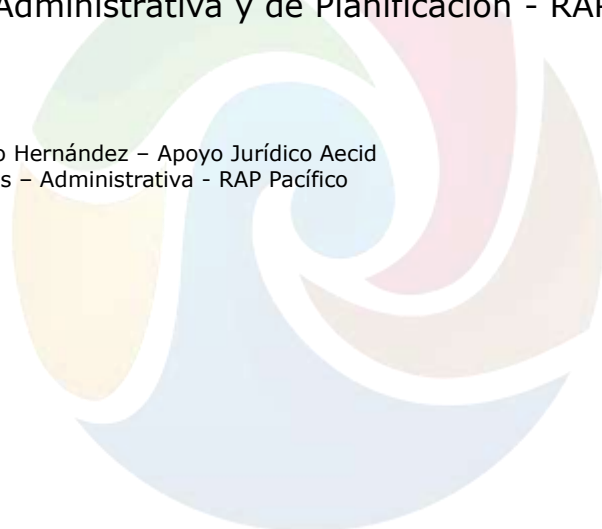 Administrativa y de Planificación - RAP
Hernández – Apoyo Jurídico Aecid
– Administrativa - RAP Pacífico